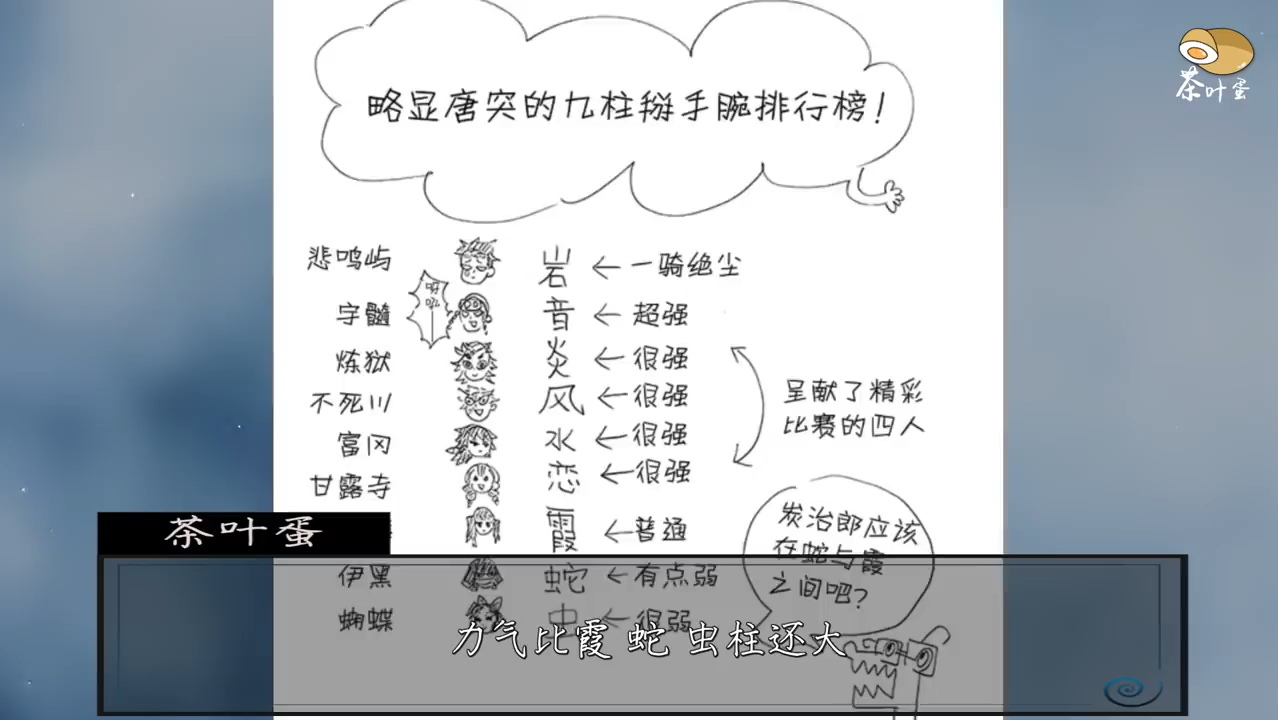 略显唐突的九柱掰手腕排行榜！
茶叶蛋
悲鸣屿 岩 ← 一骑绝尘
字髓 音 ← 超强
炼狱 炎 ← 很强
不死川 风 ← 很强
富冈 水 ← 很强
甘露寺 恋 ← 很强
霞 ← 普通
伊黑 蛇 ← 有点弱
蝴蝶 虫 ← 很弱
呈献了精彩
比赛的四人
炭治郎应该
在蛇与霞
之间吧？
茶叶蛋
力气比霞 蛇 虫柱还大